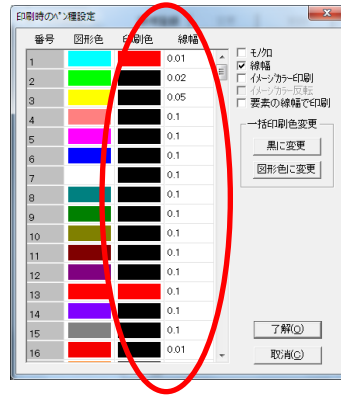 印刷時のペン種設定
番号 図形色 印刷色 線幅
1 0.01
2 0.02
3 0.05
4 0.1
5 0.1
6 0.1
7 0.1
8 0.1
9 0.1
10 0.1
11 0.1
12 0.1
13 0.1
14 0.1
15 0.1
16 0.01
モノクロ
線幅
イメージカラー印刷
イメージカラー反転
要素の線幅で印刷
一括印刷色変更
黒に変更
図形色に変更
了解(O)
取消(C)